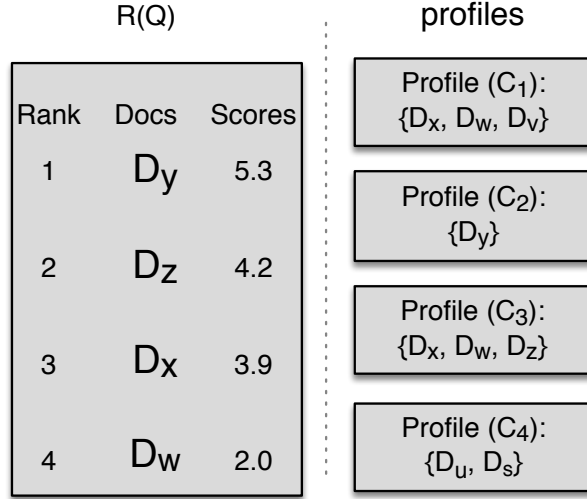 R(Q)
Rank Docs Scores
1 Dy 5.3
2 Dz 4.2
3 Dx 3.9
4 Dw 2.0
profiles
Profile (C1):
{Dx, Dw, Dv}
Profile (C2):
{Dy}
Profile (C3):
{Dx, Dw, Dz}
Profile (C4):
{Du, Ds}